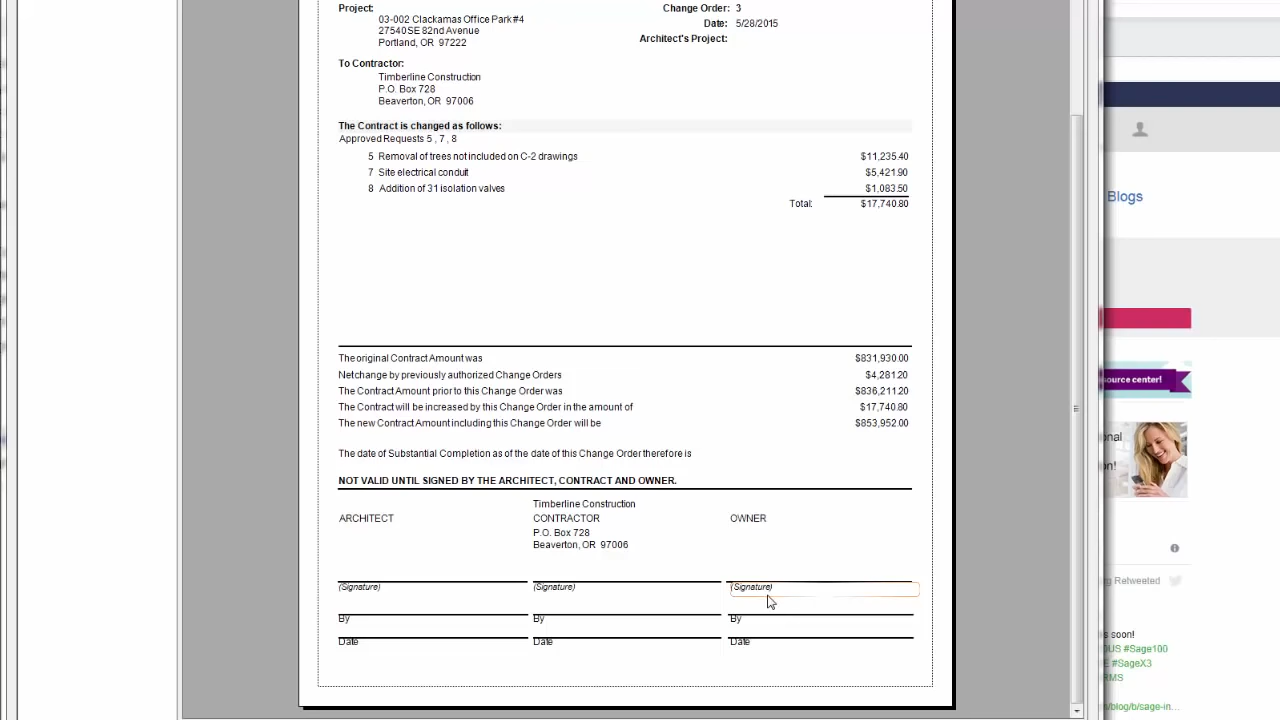 Project:
03-002 Clackamas Office Park #4
27540 SE 82nd Avenue
Portland, OR 97222
Change Order: 3
Date: 5/28/2015
Architect's Project:
To Contractor:
Timberline Construction
P.O. Box 728
Beaverton, OR 97006
The Contract is changed as follows:
Approved Requests 5 , 7 , 8
5 Removal of trees not included on C-2 drawings $11,235.40
7 Site electrical conduit $5,421.90
8 Addition of 31 isolation valves $1,083.50
Total: $17,740.80
The original Contract Amount was $831,930.00
Net change by previously authorized Change Orders $4,281.20
The Contract Amount prior to this Change Order was $836,211.20
The Contract will be increased by this Change Order in the amount of $17,740.80
The new Contract Amount including this Change Order will be $853,952.00
The date of Substantial Completion as of the date of this Change Order therefore is
NOT VALID UNTIL SIGNED BY THE ARCHITECT, CONTRACT AND OWNER.
Timberline Construction
ARCHITECT CONTRACTOR OWNER
P.O. Box 728
Beaverton, OR 97006
(Signature) (Signature) (Signature)
By By By
Date Date Date
Blogs
source center!
onal
on!
ng Retweeted
s soon!
OUS #Sage100
E #SageX3
RMS
/blog/b/sage-in...